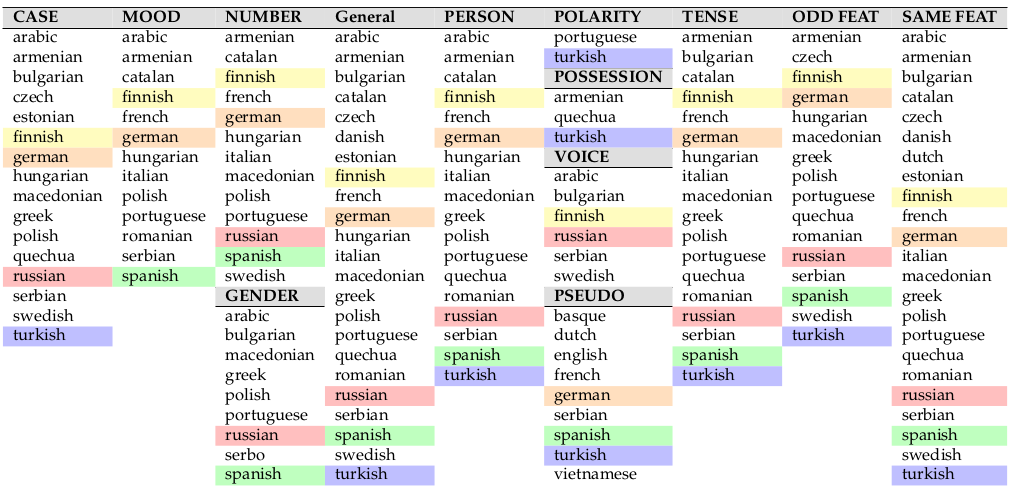 CASE MOOD NUMBER General PERSON POLARITY TENSE ODD FEAT SAME FEAT
arabic arabic armenian arabic arabic portuguese armenian armenian arabic
armenian armenian catalan armenian armenian turkish bulgarian czech armenian
bulgarian catalan finnish bulgarian catalan POSSESSION catalan finnish bulgarian
czech finnish french catalan finnish armenian finnish german catalan
estonian french german czech french quechua french hungarian czech
finnish german hungarian danish german turkish german macedonian danish
german hungarian italian estonian hungarian VOICE hungarian greek dutch
hungarian italian macedonian finnish italian arabic italian polish estonian
macedonian polish polish french macedonian bulgarian macedonian portuguese finnish
greek portuguese portuguese german greek finnish greek quechua french
polish romanian russian hungarian polish russian polish romanian german
quechua serbian spanish italian portuguese serbian portuguese russian italian
russian spanish swedish macedonian quechua swedish quechua serbian macedonian
serbian GENDER greek romanian PSEUDO romanian spanish greek
swedish arabic polish russian basque russian swedish polish
turkish bulgarian portuguese serbian dutch serbian turkish portuguese
macedonian quechua spanish english spanish quechua
greek romanian turkish french turkish romanian
polish russian german russian
portuguese serbian serbian serbian
russian spanish spanish spanish
serbo swedish turkish swedish
spanish turkish vietnamese turkish